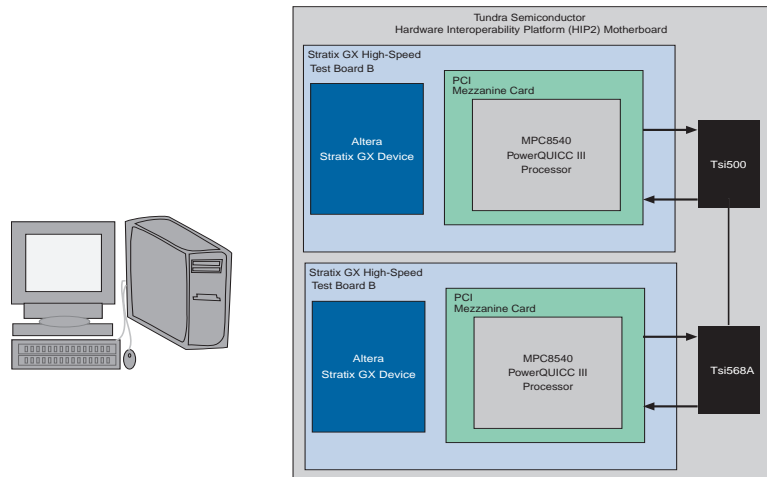 Tundra Semiconductor
Hardware Interoperability Platform (HIP2) Motherboard
Stratix GX High-Speed
Test Board B
PCI
Mezzanine Card
Altera
Stratix GX Device
MPC8540
PowerQUICC III
Processor
Tsi500
Stratix GX High-Speed
Test Board B
PCI
Mezzanine Card
Altera
Stratix GX Device
MPC8540
PowerQUICC III
Processor
Tsi568A